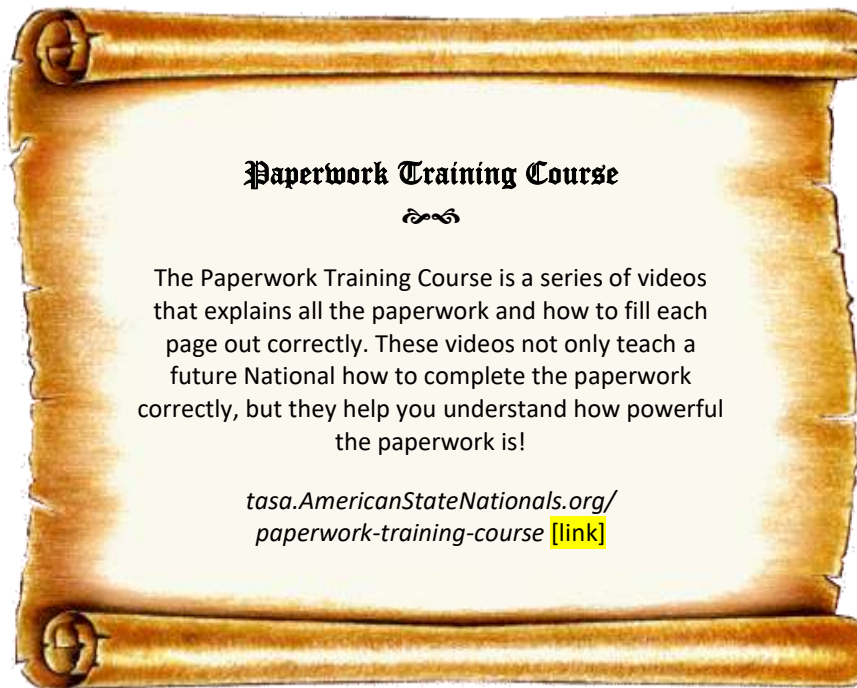 Paperwork Training Course
The Paperwork Training Course is a series of videos
that explains all the paperwork and how to fill each
page out correctly. These videos not only teach a
future National how to complete the paperwork
correctly, but they help you understand how powerful
the paperwork is!
tasa.AmericanStateNationals.org/
paperwork-training-course [link]